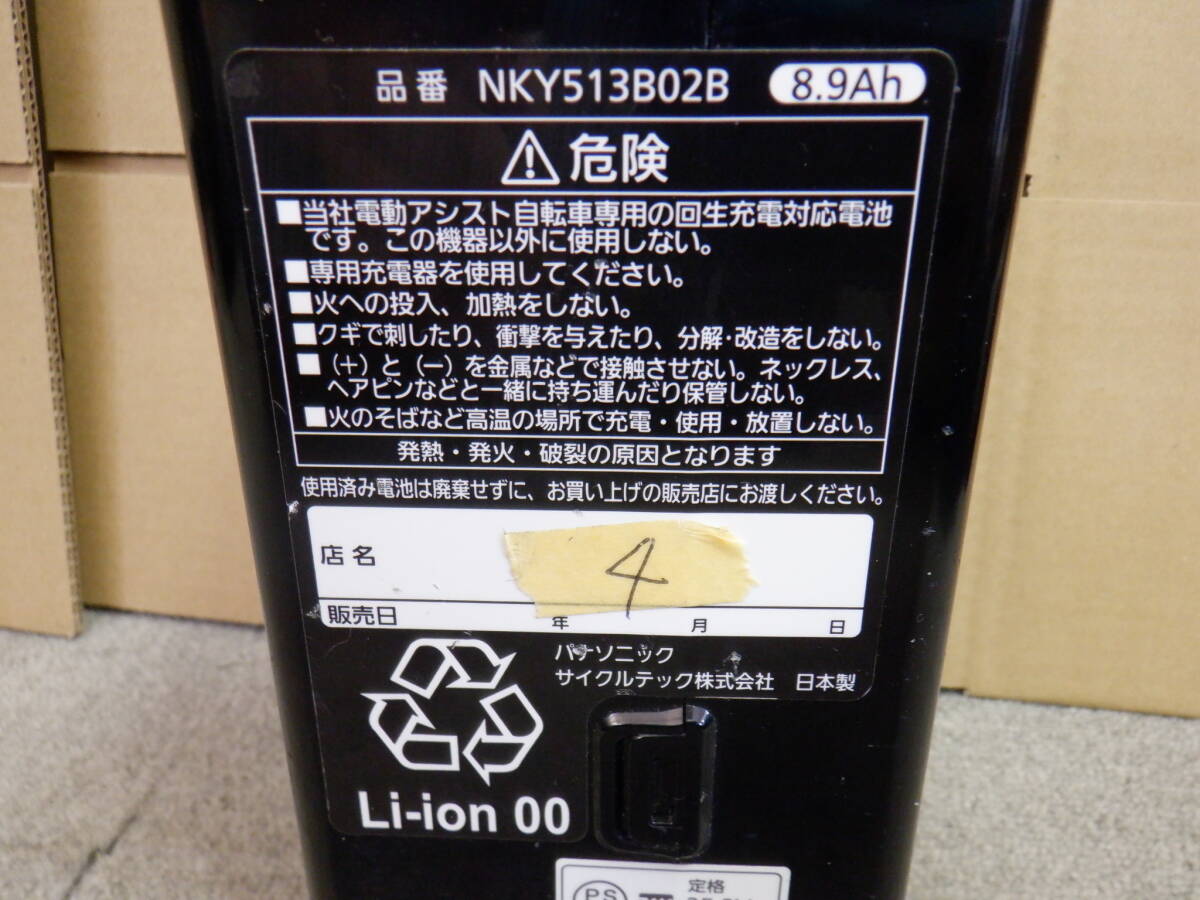 品番 NKY513B02B 8.9Ah
危険
■当社電動アシスト自転車専用の回生充電対応電池
です。この機器以外に使用しない。
■専用充電器を使用してください。
■火への投入、加熱をしない。
■クギで刺したり、衝撃を与えたり、分解・改造をしない。
■(+)と(-)を金属などで接触させない。ネックレス、
ヘアピンなどと一緒に持ち運んだり保管しない。
■火のそばなど高温の場所で充電・使用・放置しない。
発熱・発火・破裂の原因となります
使用済み電池は廃棄せずに、お買い上げの販売店にお渡しください。
店名
4
販売日 年 月 日
パナソニック
サイクルテック株式会社 日本製
Li-ion 00
PS
定格